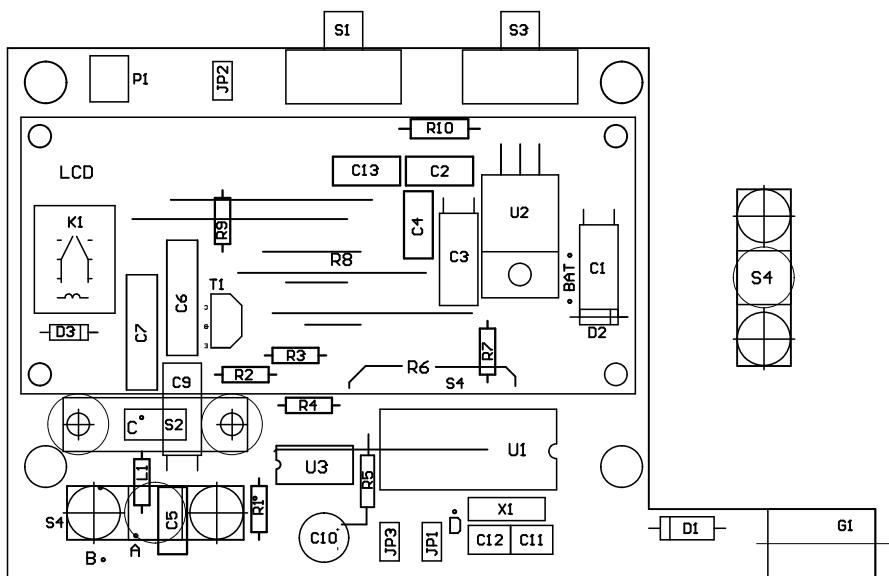 S1
S3
P1
JP2
R10
LCD
C13
C2
K1
R9
C4
U2
R8
C3
BAT
C1
S4
T1
C6
C7
D3
D2
R3
R7
R2
C9
R6
S4
R4
C
S2
U1
U3
L1
R5
S4
R1
C5
X1
D
C10
JP3
JP1
C12
C11
D1
G1
A
B